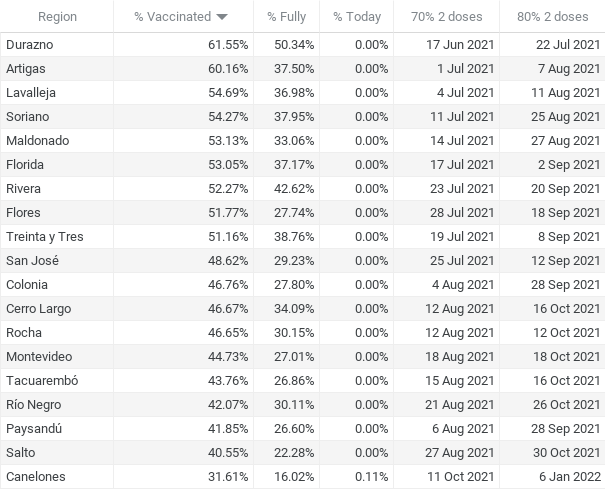 Region % Vaccinated % Fully % Today 70% 2 doses 80% 2 doses
Durazno 61.55% 50.34% 0.00% 17 Jun 2021 22 Jul 2021
Artigas 60.16% 37.50% 0.00% 1 Jul 2021 7 Aug 2021
Lavalleja 54.69% 36.98% 0.00% 4 Jul 2021 11 Aug 2021
Soriano 54.27% 37.95% 0.00% 11 Jul 2021 25 Aug 2021
Maldonado 53.13% 33.06% 0.00% 14 Jul 2021 27 Aug 2021
Florida 53.05% 37.17% 0.00% 17 Jul 2021 2 Sep 2021
Rivera 52.27% 42.62% 0.00% 23 Jul 2021 20 Sep 2021
Flores 51.77% 27.74% 0.00% 28 Jul 2021 18 Sep 2021
Treinta y Tres 51.16% 38.76% 0.00% 19 Jul 2021 8 Sep 2021
San José 48.62% 29.23% 0.00% 25 Jul 2021 12 Sep 2021
Colonia 46.76% 27.80% 0.00% 4 Aug 2021 28 Sep 2021
Cerro Largo 46.67% 34.09% 0.00% 12 Aug 2021 16 Oct 2021
Rocha 46.65% 30.15% 0.00% 12 Aug 2021 12 Oct 2021
Montevideo 44.73% 27.01% 0.00% 18 Aug 2021 18 Oct 2021
Tacuarembó 43.76% 26.86% 0.00% 15 Aug 2021 16 Oct 2021
Río Negro 42.07% 30.11% 0.00% 21 Aug 2021 26 Oct 2021
Paysandú 41.85% 26.60% 0.00% 6 Aug 2021 28 Sep 2021
Salto 40.55% 22.28% 0.00% 27 Aug 2021 30 Oct 2021
Canelones 31.61% 16.02% 0.11% 11 Oct 2021 6 Jan 2022